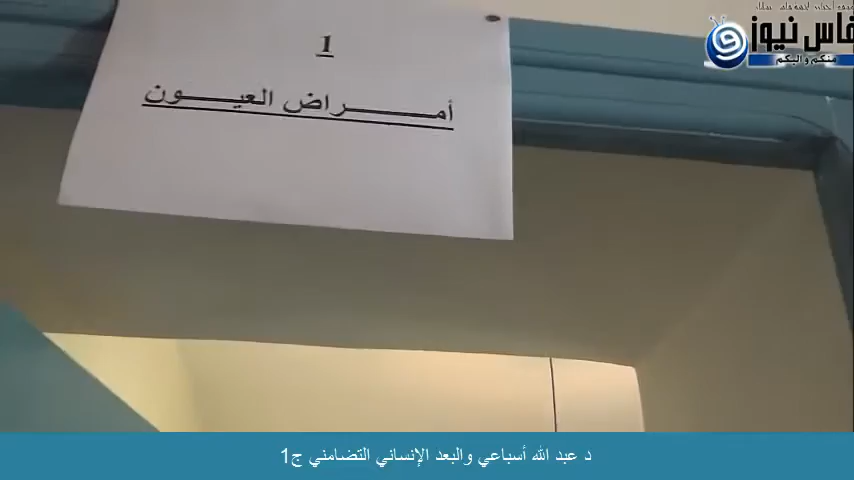 فاس نيوز
منكم وإليكم
1
أمـــراض العيـــون
د عبد الله أسباعي والبعد الإنساني التضامني ج1